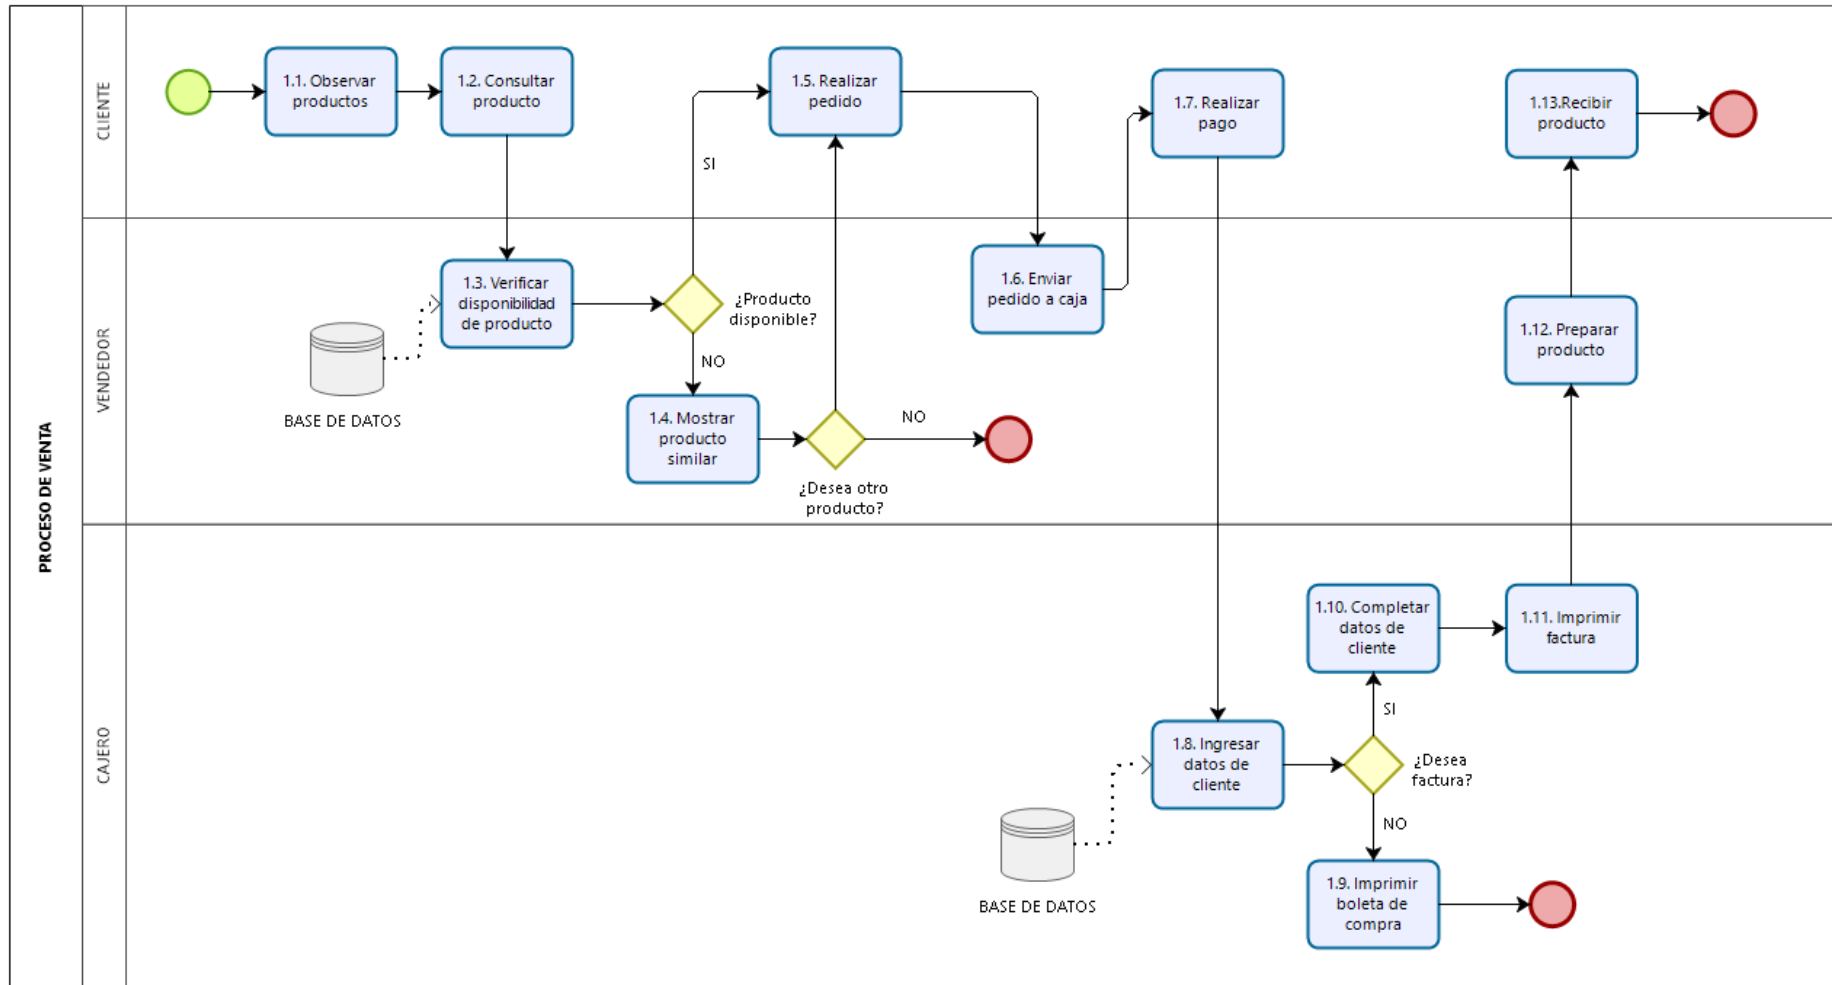 PROCESO DE VENTA
CLIENTE
1.1. Observar
productos
1.2. Consultar
producto
1.5. Realizar
pedido
1.7. Realizar
pago
1.13.Recibir
producto
SI
VENDEDOR
1.3. Verificar
disponibilidad
de producto
¿Producto
disponible?
1.6. Enviar
pedido a caja
1.12. Preparar
producto
BASE DE DATOS
NO
1.4. Mostrar
producto
similar
NO
¿Desea otro
producto?
CAJERO
1.10. Completar
datos de
cliente
1.11. Imprimir
factura
SI
1.8. Ingresar
datos de
cliente
¿Desea
factura?
NO
BASE DE DATOS
1.9. Imprimir
boleta de
compra